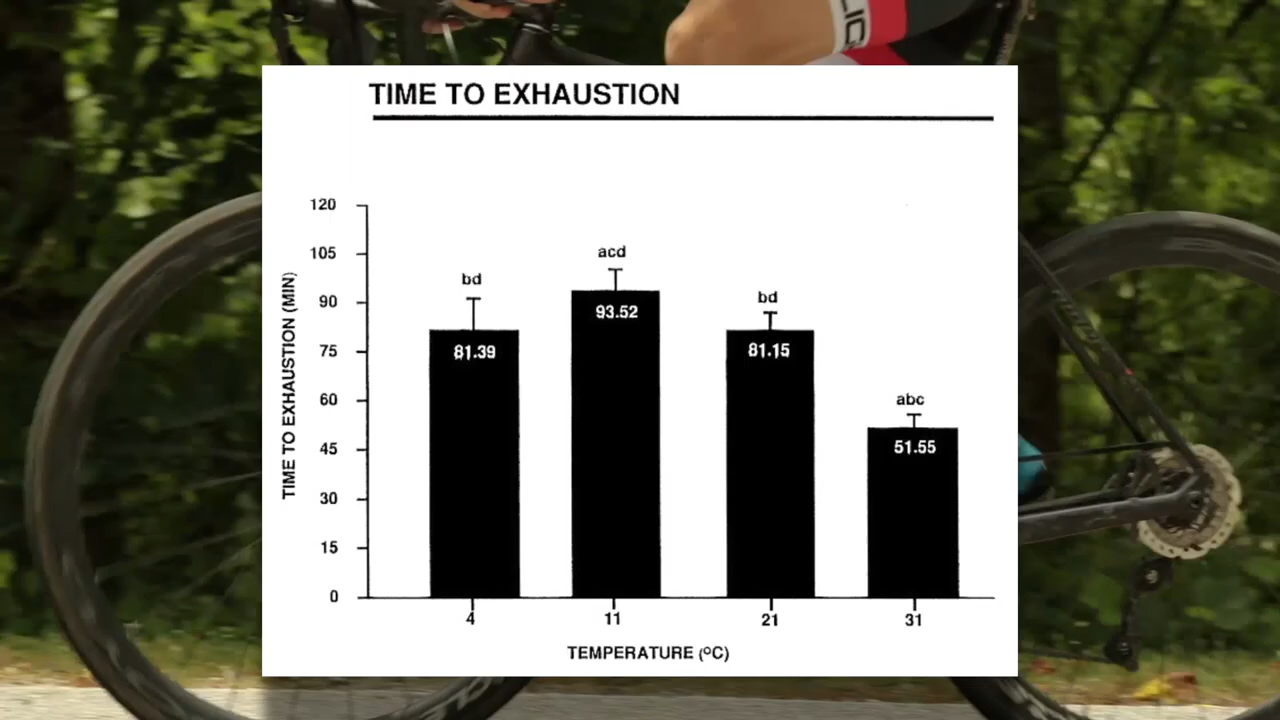 LIC
TIME TO EXHAUSTION
120
105
90
75
60
45
30
15
0
TIME TO EXHAUSTION (MIN)
bd
81.39
acd
93.52
bd
81.15
abc
51.55
4
11
21
31
TEMPERATURE (ºC)